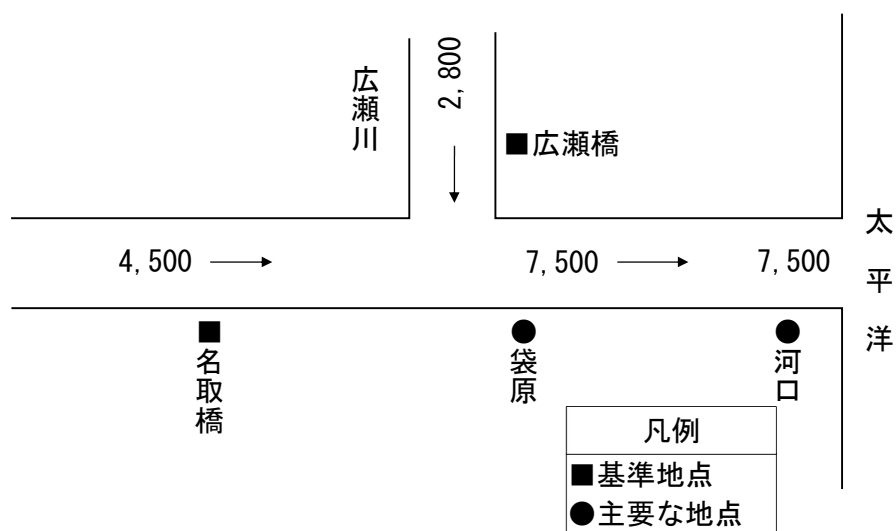 広瀬川
2,800
■広瀬橋
4,500
7,500
7,500
太平洋
■
名取橋
●
袋原
●
河口
凡例
■基準地点
●主要な地点